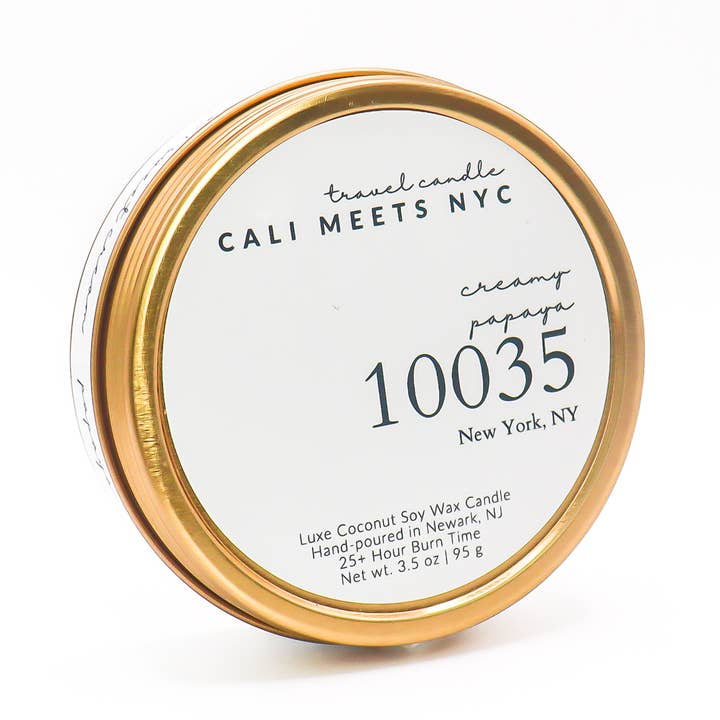 travel candle
CALI MEETS NYC
creamy
papaya
10035
New York, NY
Luxe Coconut Soy Wax Candle
Hand-poured in Newark, NJ
25+ Hour Burn Time
Net wt. 3.5 oz | 95 g